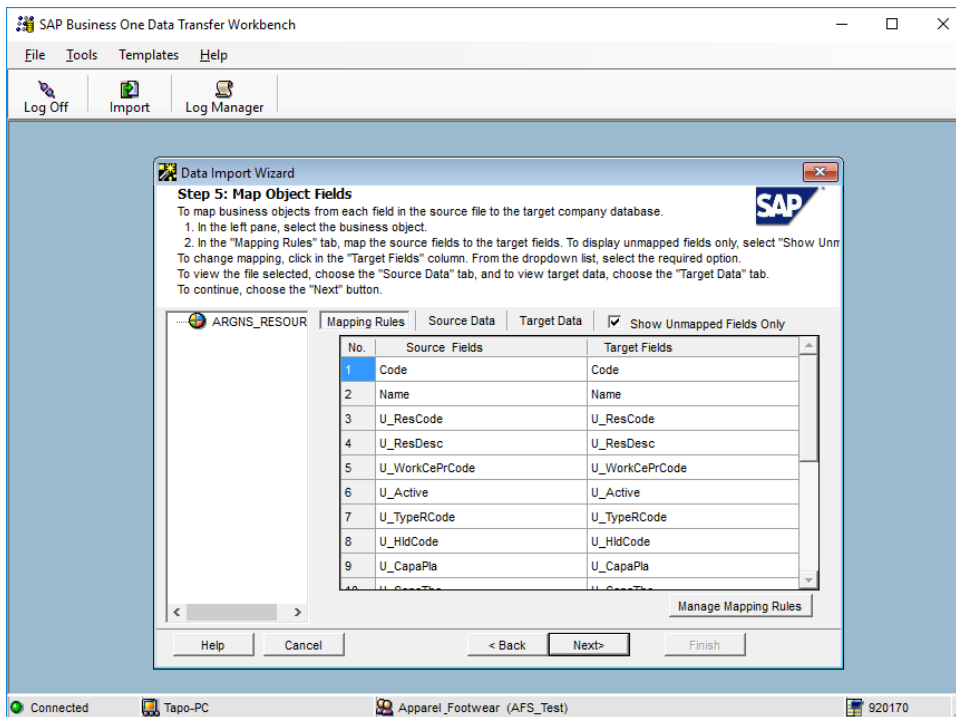 SAP Business One Data Transfer Workbench
File Tools Templates Help
Log Off Import Log Manager
Data Import Wizard
Step 5: Map Object Fields
SAP
To map business objects from each field in the source file to the target company database.
1. In the left pane, select the business object.
2. In the "Mapping Rules" tab, map the source fields to the target fields. To display unmapped fields only, select "Show Unm
To change mapping, click in the "Target Fields" column. From the dropdown list, select the required option.
To view the file selected, choose the "Source Data" tab, and to view target data, choose the "Target Data" tab.
To continue, choose the "Next" button.
ARGNS_RESOUR Mapping Rules Source Data Target Data Show Unmapped Fields Only
No. Source Fields Target Fields
1 Code Code
2 Name Name
3 U_ResCode U_ResCode
4 U_ResDesc U_ResDesc
5 U_WorkCePrCode U_WorkCePrCode
6 U_Active U_Active
7 U_TypeRCode U_TypeRCode
8 U_HldCode U_HldCode
9 U_CapaPla U_CapaPla
Manage Mapping Rules
Help Cancel < Back Next> Finish
Connected Tapo-PC Apparel_Footwear (AFS_Test) 920170